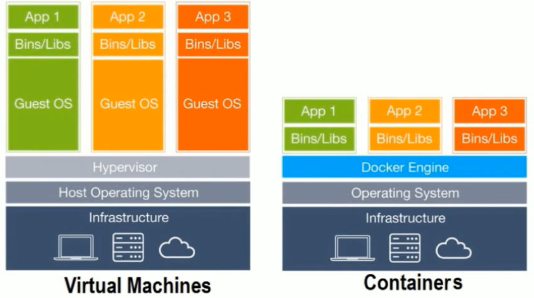 App 1
App 2
App 3
Bins/Libs
Bins/Libs
Bins/Libs
Guest OS
Guest OS
Guest OS
Hypervisor
Host Operating System
Infrastructure
Virtual Machines
App 1
App 2
App 3
Bins/Libs
Bins/Libs
Bins/Libs
Docker Engine
Operating System
Infrastructure
Containers